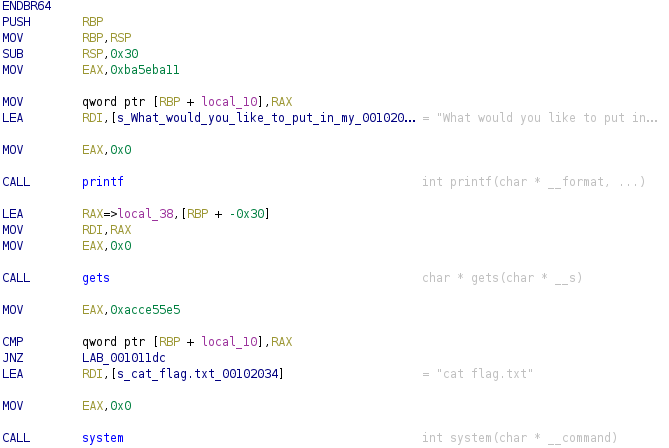 ENDBR64
PUSH RBP
MOV RBP,RSP
SUB RSP,0x30
MOV EAX,0xba5eba11
MOV qword ptr [RBP + local_10],RAX
LEA RDI,[s_What_would_you_like_to_put_in_my_001020... = "What would you like to put in...
MOV EAX,0x0
CALL printf int printf(char * __format, ...)
LEA RAX=>local_38,[RBP + -0x30]
MOV RDI,RAX
MOV EAX,0x0
CALL gets char * gets(char * __s)
MOV EAX,0xacce55e5
CMP qword ptr [RBP + local_10],RAX
JNZ LAB_001011dc
LEA RDI,[s_cat_flag.txt_00102034] = "cat flag.txt"
MOV EAX,0x0
CALL system int system(char * __command)